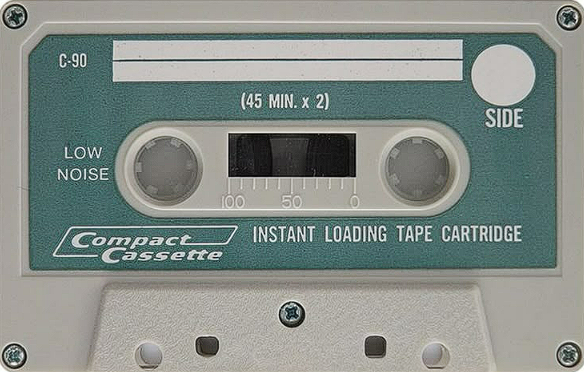 C-90
(45 MIN. x 2)
SIDE
LOW
NOISE
100 50 0
Compact
Cassette
INSTANT LOADING TAPE CARTRIDGE